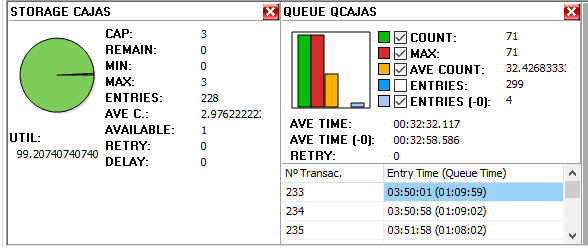 STORAGE CAJAS
CAP: 3
REMAIN: 0
MIN: 0
MAX: 3
ENTRIES: 228
AVE C.: 2.976222222
AVAILABLE: 1
RETRY: 0
DELAY: 0
UTIL:
99.20740740740
QUEUE QCAJAS
COUNT: 71
MAX: 71
AVE COUNT: 32.4268333
ENTRIES: 299
ENTRIES (-0): 4
AVE TIME: 00:32:32.117
AVE TIME (-0): 00:32:58.586
RETRY: 0
Nº Transac. Entry Time (Queue Time)
233 03:50:01 (01:09:59)
234 03:50:58 (01:09:02)
235 03:51:58 (01:08:02)